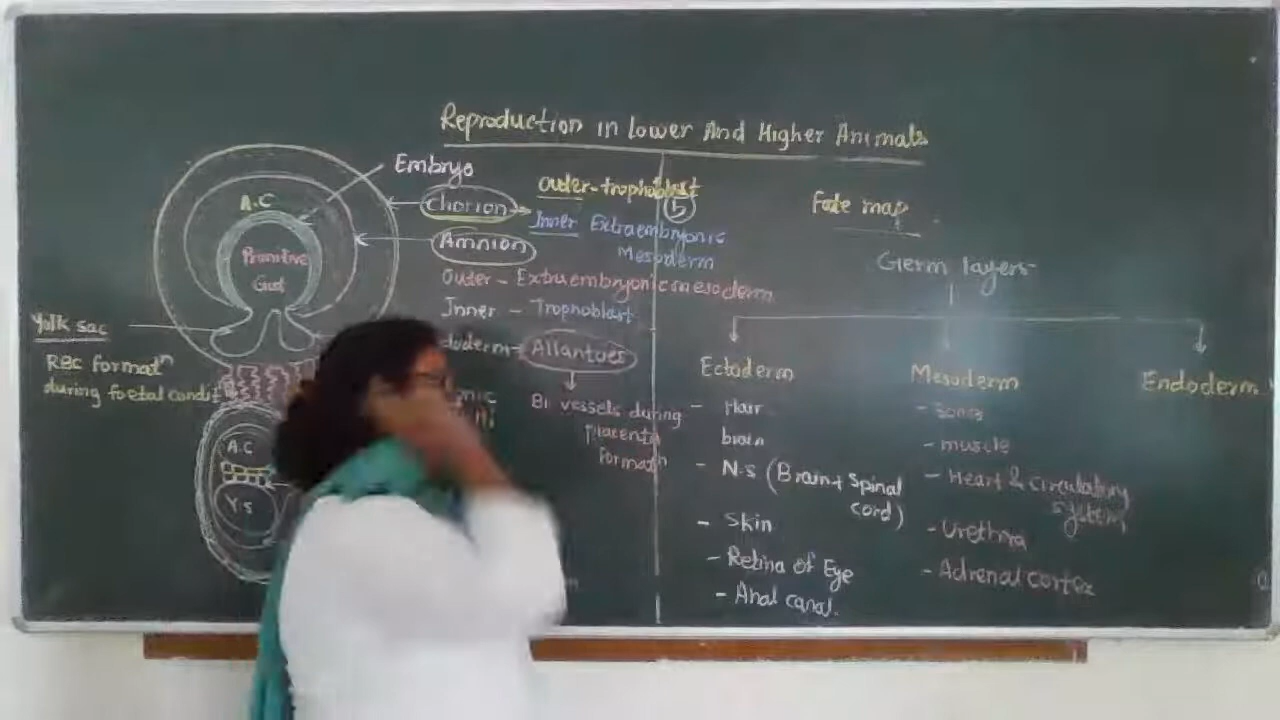 Reproduction in Lower And Higher Animals
Embryo
Chorion
Outer-trophoblast
5
Inner Extraembryonic
Mesoderm
Amnion
Outer - Extraembryonic mesoderm
Inner - Trophoblast
A.C
Primitive
Gut
Yolk sac
RBC formatn
during foetal condit
Allantoes
Bl vessels during
placenta
formatn
A.C
Y.S
Fate map
Germ layers
Ectoderm
- Hair
brain
- N.S (Brain + Spinal
cord)
- Skin
- Retina of Eye
- Anal canal.
Mesoderm
- muscle
- Heart & circulatory
system
- Urethra
- Adrenal cortex
Endoderm